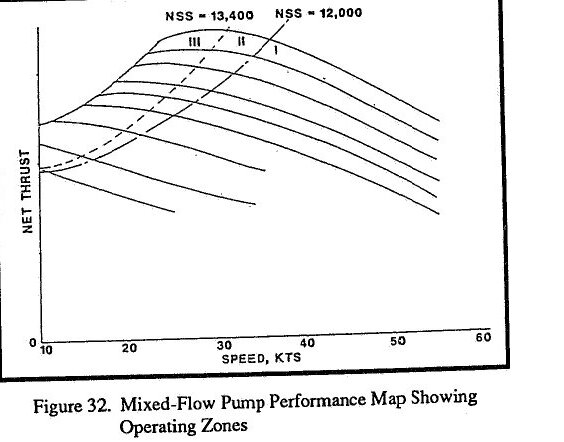 NSS = 13,400 NSS = 12,000
III II I
NET THRUST
0
10 20 30 40 50 60
SPEED, KTS
Figure 32. Mixed-Flow Pump Performance Map Showing
Operating Zones